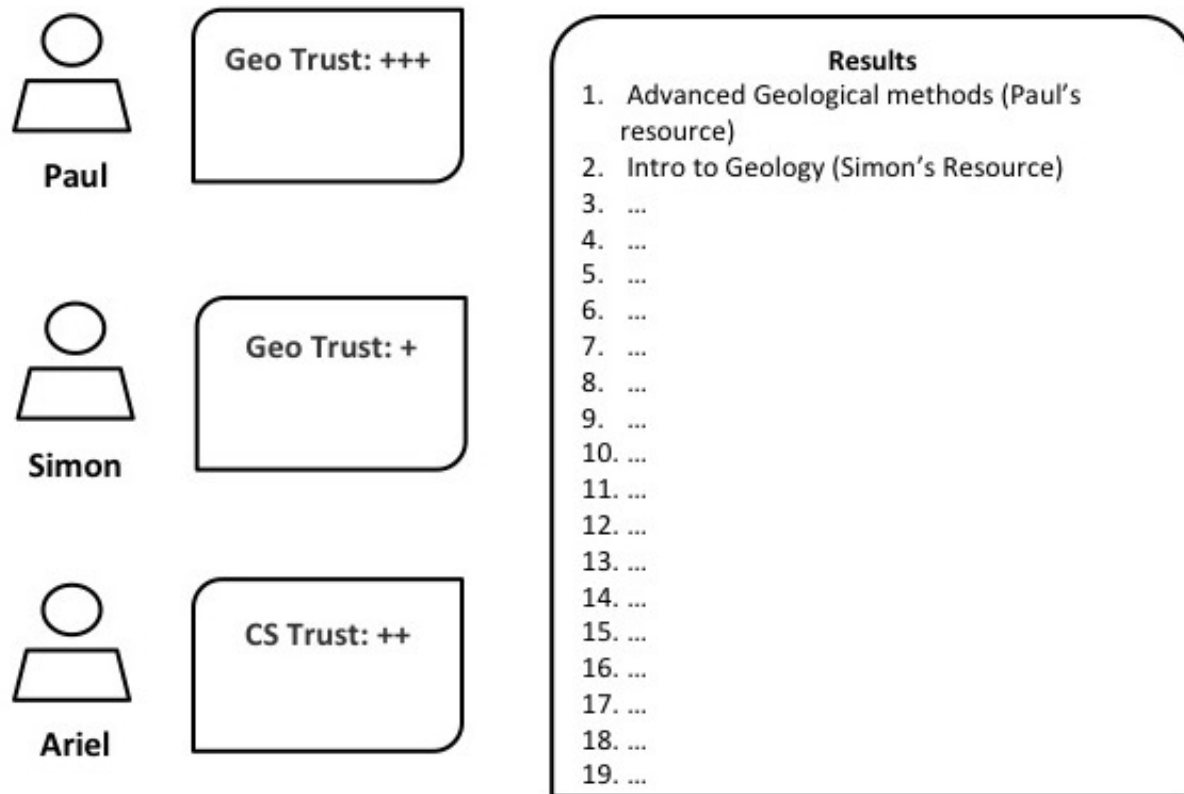 Geo Trust: +++
Paul
Geo Trust: +
Simon
CS Trust: ++
Ariel
Results
1. Advanced Geological methods (Paul's
resource)
2. Intro to Geology (Simon's Resource)
3. ...
4. ...
5. ...
6. ...
7. ...
8. ...
9. ...
10. ...
11. ...
12. ...
13. ...
14. ...
15. ...
16. ...
17. ...
18. ...
19. ...